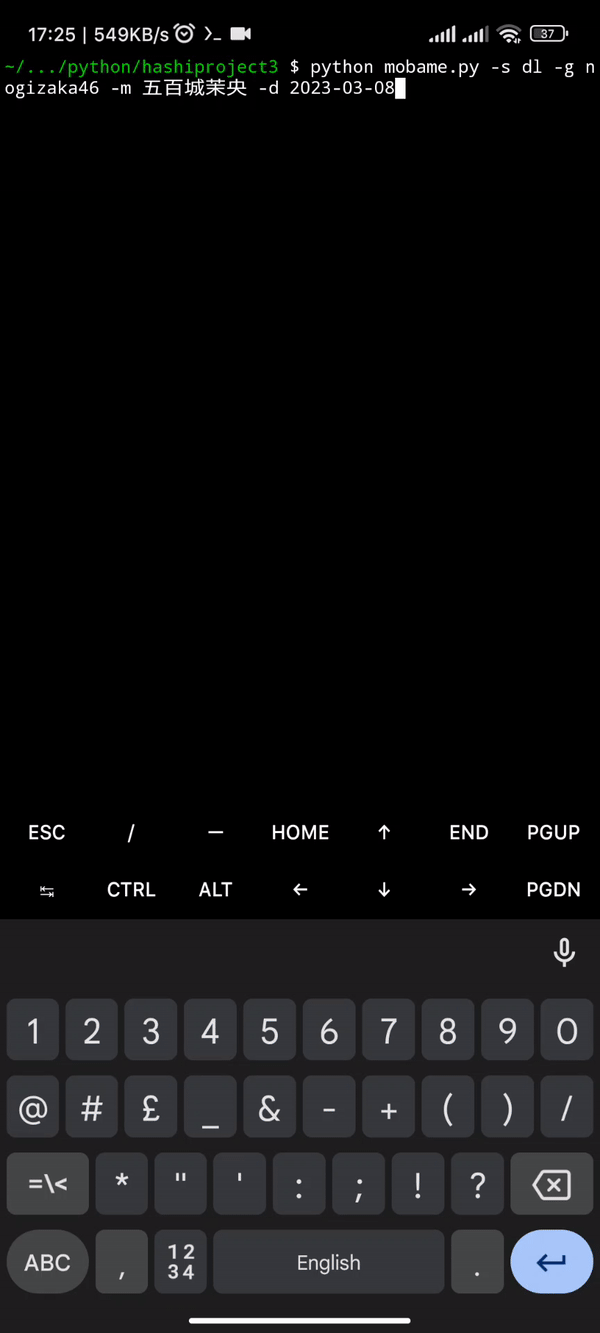 17:25 | 549KB/s 37
~/.../python/hashiproject3 $ python mobame.py -s dl -g n
ogizaka46 -m 五百城茉央 -d 2023-03-08
ESC / — HOME ↑ END PGUP
↹ CTRL ALT ← ↓ → PGDN
1 2 3 4 5 6 7 8 9 0
@ # £ _ & - + ( ) /
=\< * " ' : ; ! ?
ABC , 12 34 English .